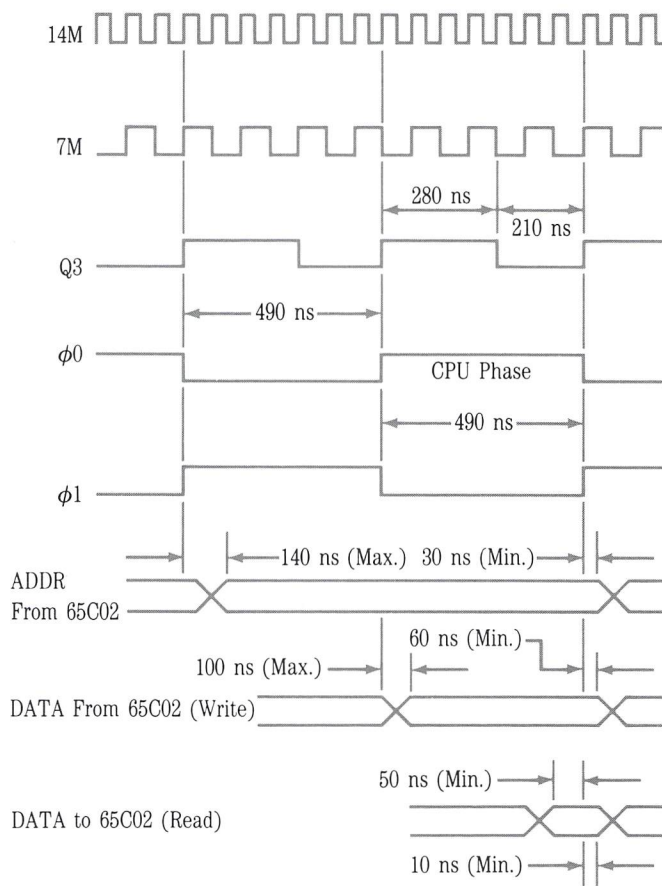 14M
7M
280 ns
210 ns
Q3
490 ns
ϕ0
CPU Phase
490 ns
ϕ1
140 ns (Max.) 30 ns (Min.)
ADDR
From 65C02
60 ns (Min.)
100 ns (Max.)
DATA From 65C02 (Write)
50 ns (Min.)
DATA to 65C02 (Read)
10 ns (Min.)